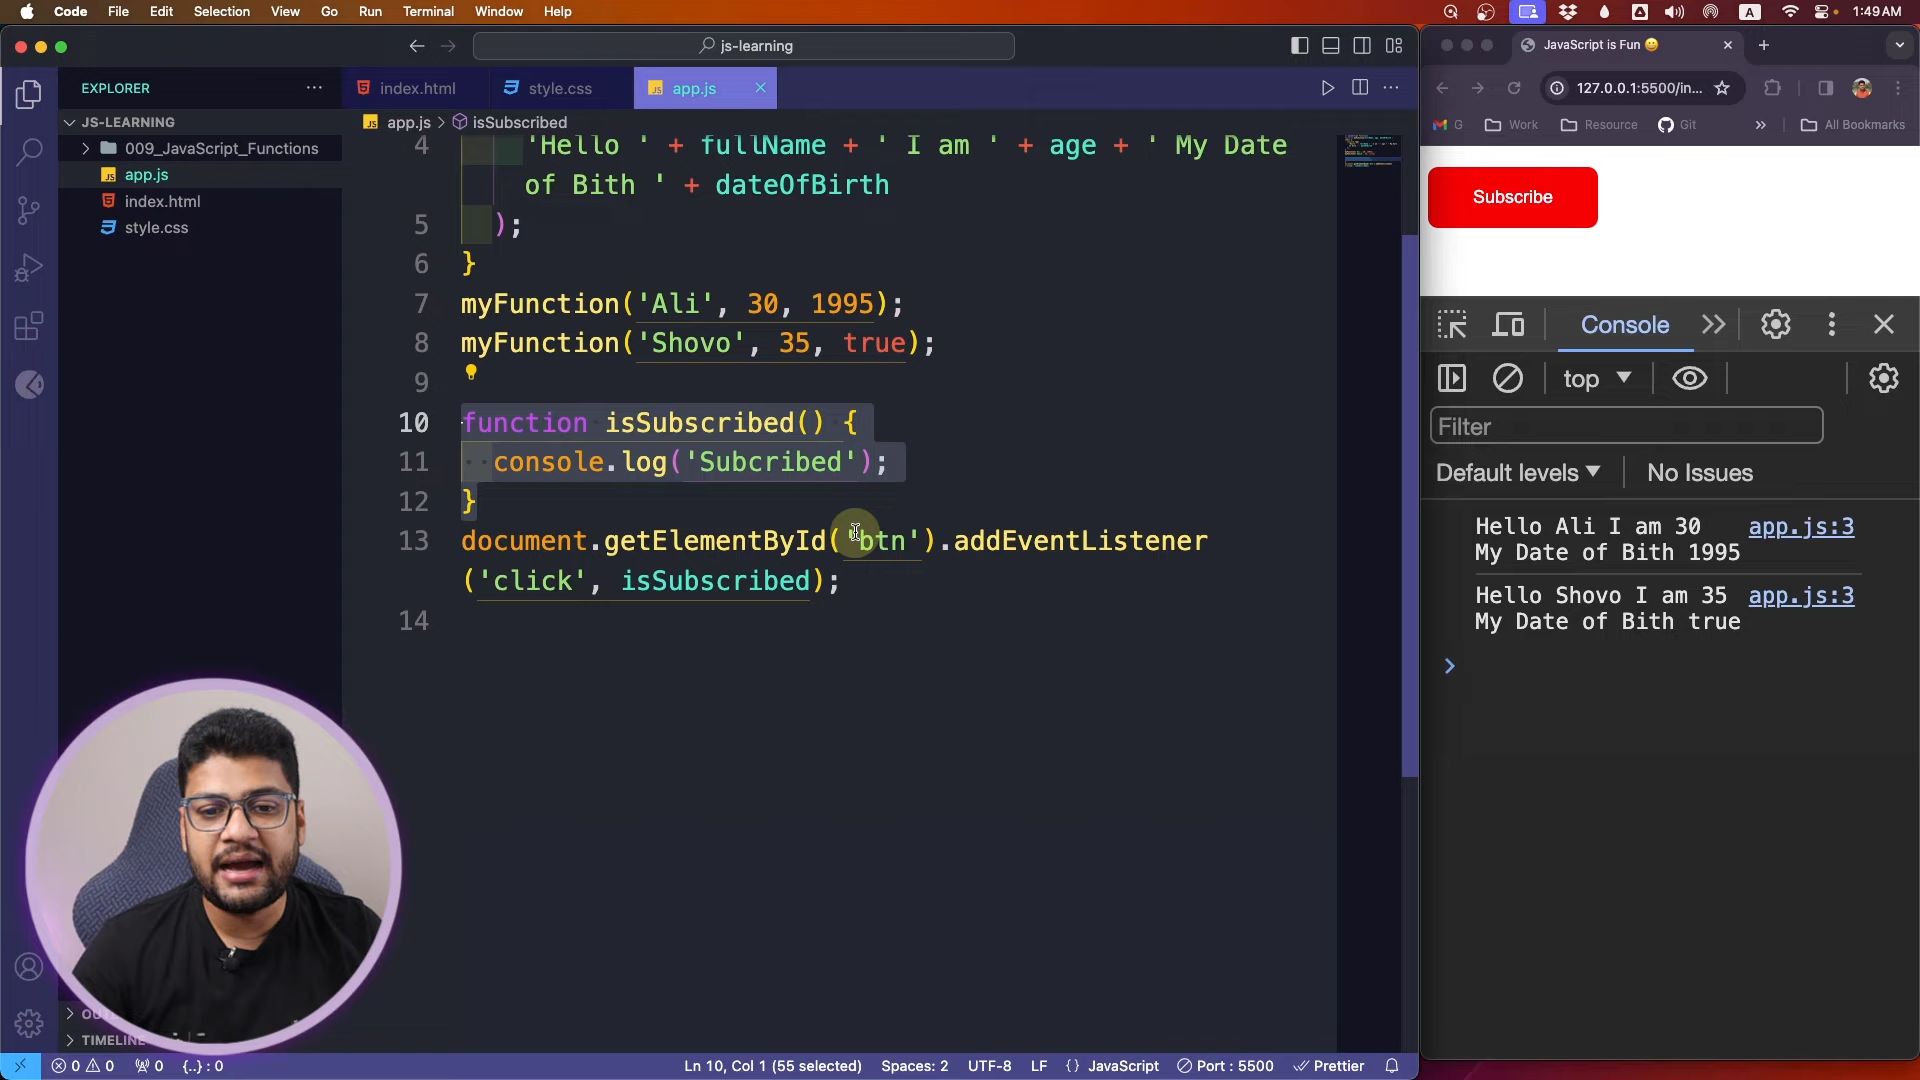 Code File Edit Selection View Go Run Terminal Window Help
A 1:49 AM
js-learning
JavaScript is Fun 😀
EXPLORER
index.html
style.css
app.js
127.0.0.1:5500/in...
JS-LEARNING
app.js > isSubscribed
G Work Resource Git » All Bookmarks
009_JavaScript_Functions
app.js
index.html
style.css
4 'Hello ' + fullName + ' I am ' + age + ' My Date
of Bith ' + dateOfBirth
5 );
6 }
7 myFunction('Ali', 30, 1995);
8 myFunction('Shovo', 35, true);
9
10 function isSubscribed() {
11 console.log('Subcribed');
12 }
13 document.getElementById('btn').addEventListener
('click', isSubscribed);
14
Subscribe
Console
top
Filter
Default levels No Issues
Hello Ali I am 30 app.js:3
My Date of Bith 1995
Hello Shovo I am 35 app.js:3
My Date of Bith true
TIMELINE
0 0 0 {..} : 0
Ln 10, Col 1 (55 selected) Spaces: 2 UTF-8 LF {} JavaScript Port : 5500 Prettier